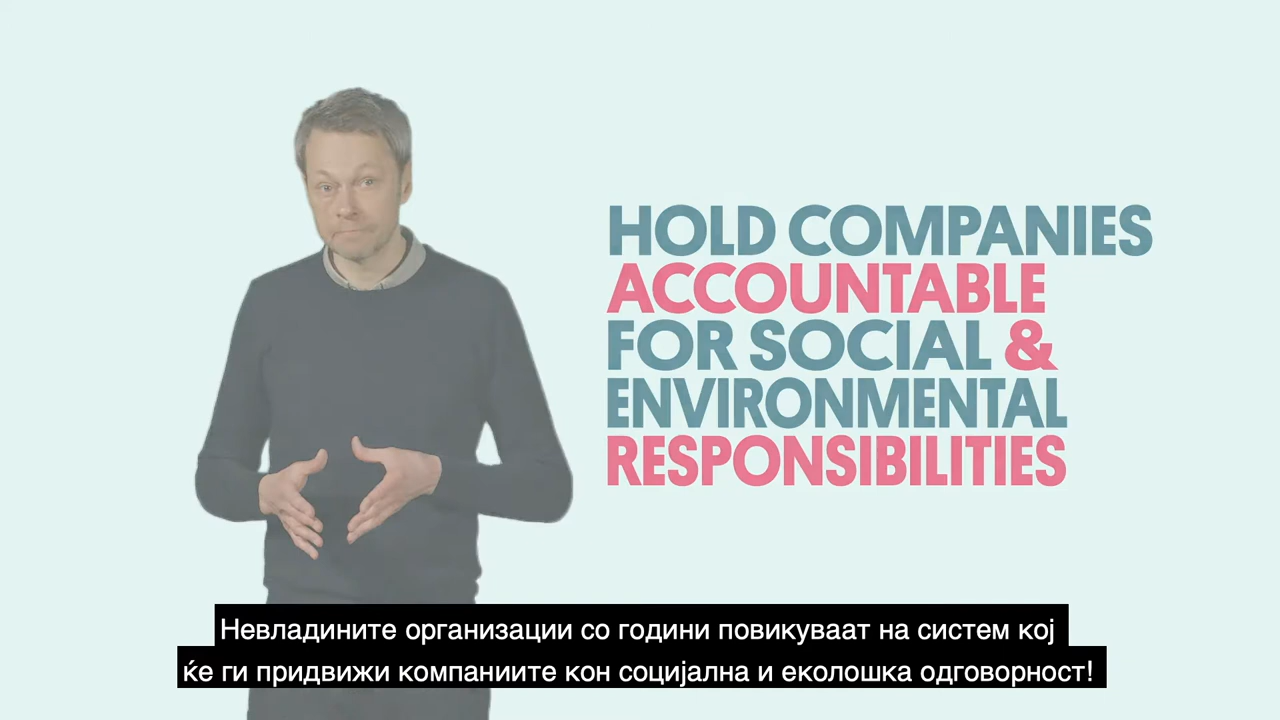 HOLD COMPANIES
ACCOUNTABLE
FOR SOCIAL &
ENVIRONMENTAL
RESPONSIBILITIES
Невладините организации со години повикуваат на систем кој
ќе ги придвижи компаниите кон социјална и еколошка одговорност!